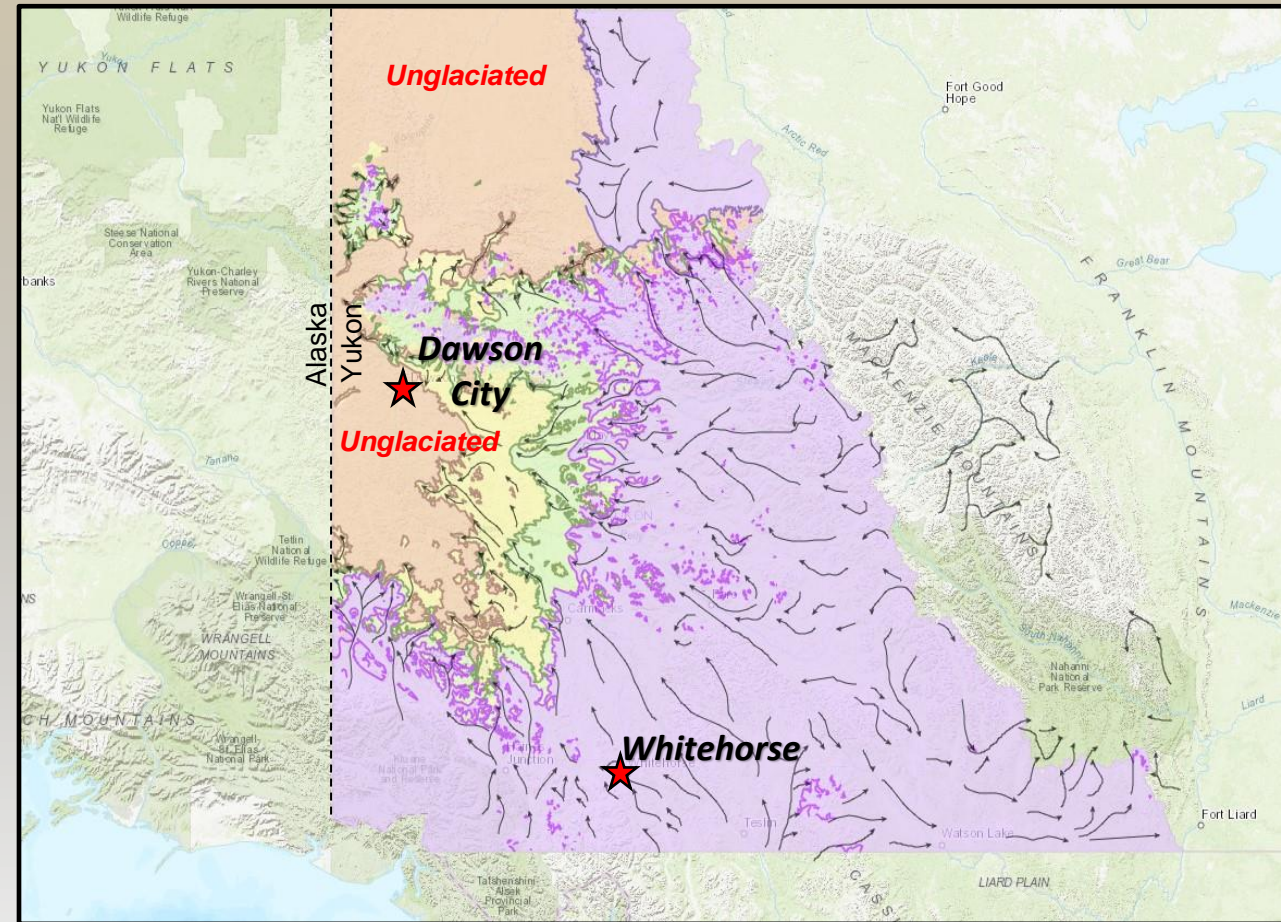 Wildlife Refuge
YUKON FLATS
Yukon Flats
Nat'l Wildlife
Refuge
Unglaciated
Fort Good
Hope
Arctic Red
Steese National
Conservation
Area
Yukon-Charley
Rivers National
Preserve
banks
Great Bear
FRANKLIN MOUNTAINS
Alaska
Yukon
Dawson
City
MACKENZIE MOUNTAINS
Keele
Unglaciated
Tanana
Copper
Tetlin
National
Wildlife Refuge
Wrangell-St.
Elias National
Preserve
WRANGELL
MOUNTAINS
NS
Carmacks
Mackenzie
South Nahanni
Nahanni
National
Park Reserve
Liard
CH MOUNTAINS
Wrangell-
St. Elias
National Park
Kluane
National Park
and Reserve
Junction
Whitehorse
Whitehorse
Teslin
Watson Lake
Fort Liard
Tatshenshini-
Alsek
Provincial
Park
CASSI
LIARD PLAIN